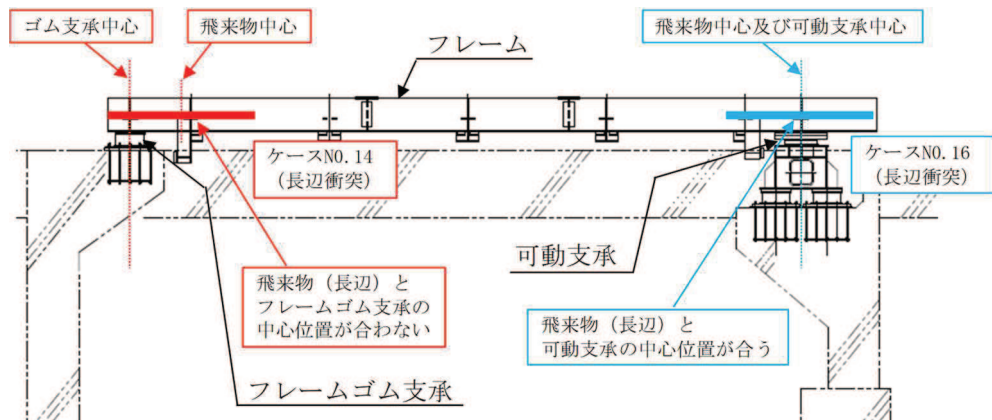 ゴム支承中心
飛来物中心
飛来物中心及び可動支承中心
フレーム
ケースNO.14
(長辺衝突)
ケースNO.16
(長辺衝突)
可動支承
飛来物(長辺)と
フレームゴム支承の
中心位置が合わない
飛来物(長辺)と
可動支承の中心位置が合う
フレームゴム支承